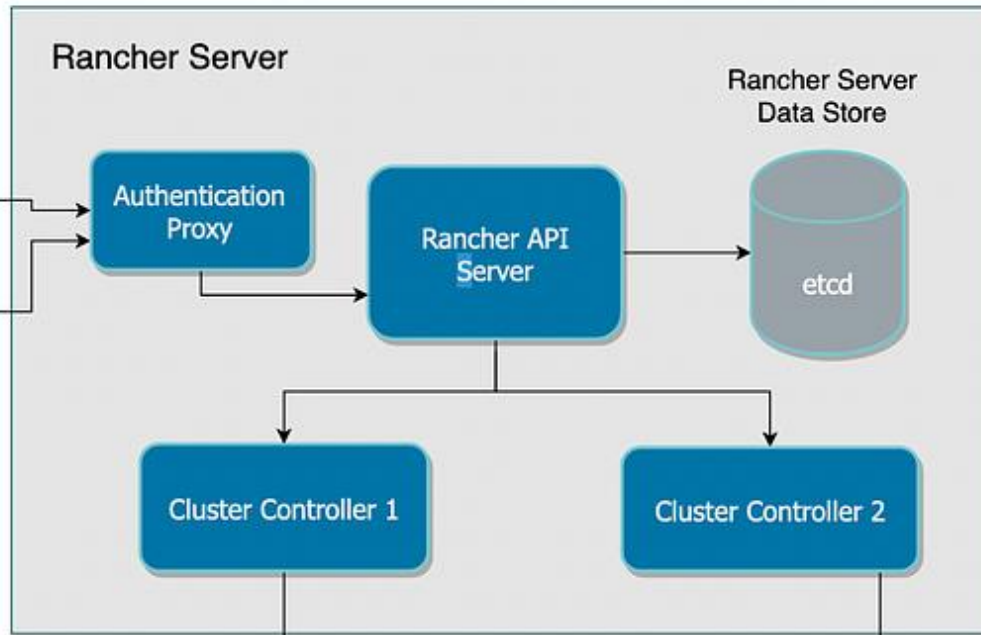 Rancher Server
Rancher Server
Data Store
Authentication
Proxy
Rancher API
Server
etcd
Cluster Controller 1
Cluster Controller 2